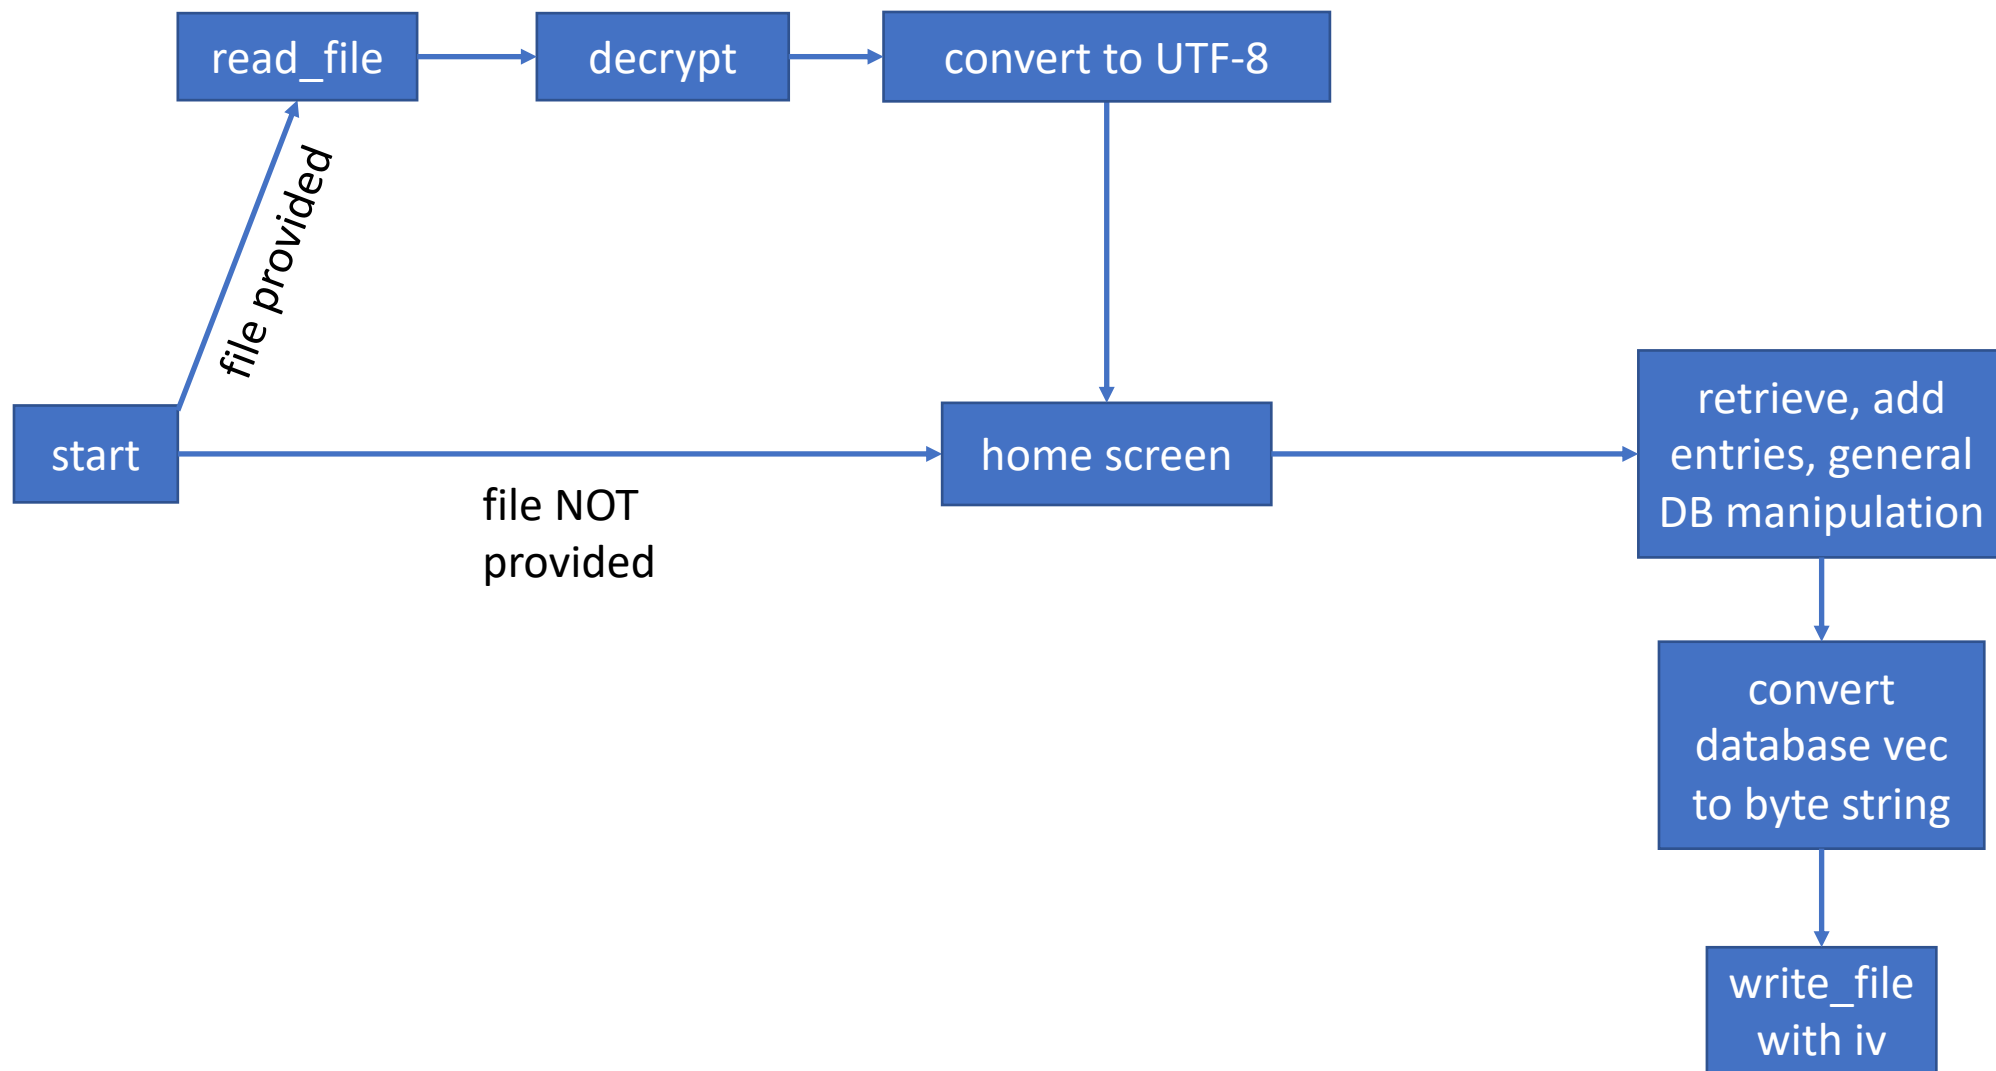 read_file
decrypt
convert to UTF-8
file provided
start
file NOT
provided
home screen
retrieve, add
entries, general
DB manipulation
convert
database vec
to byte string
write_file
with iv